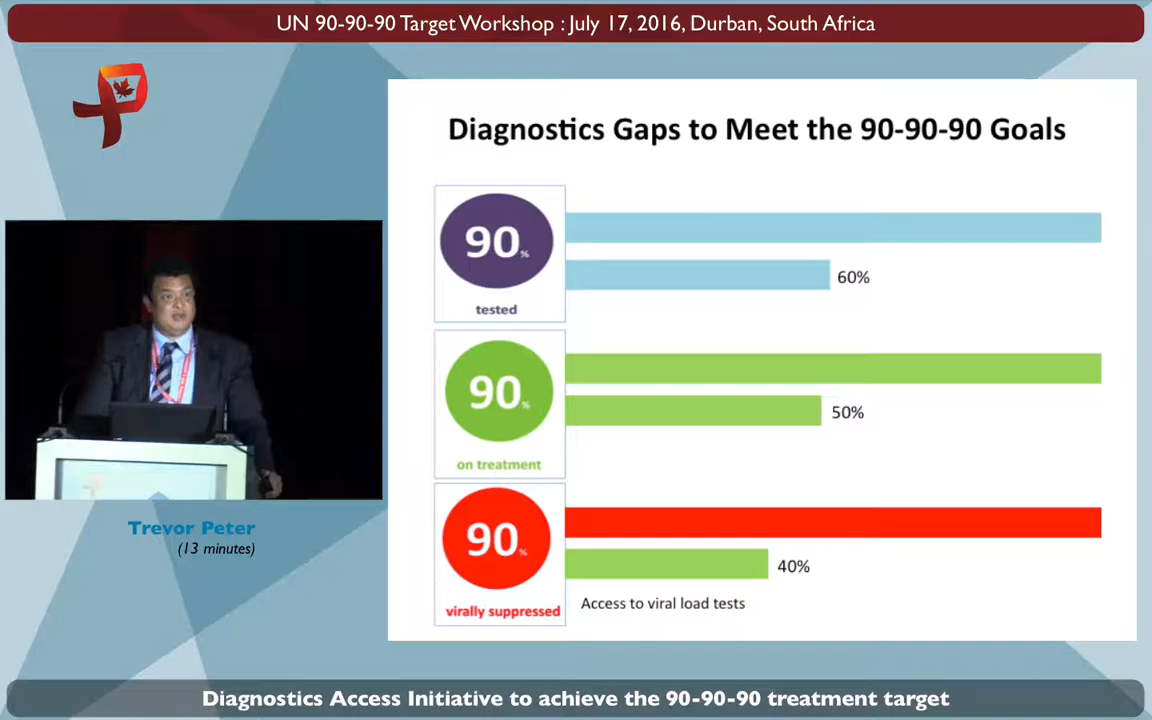 UN 90-90-90 Target Workshop : July 17, 2016, Durban, South Africa
Diagnostics Gaps to Meet the 90-90-90 Goals
90%
tested
60%
90%
on treatment
50%
90%
virally suppressed
40%
Access to viral load tests
Trevor Peter
(13 minutes)
Diagnostics Access Initiative to achieve the 90-90-90 treatment target